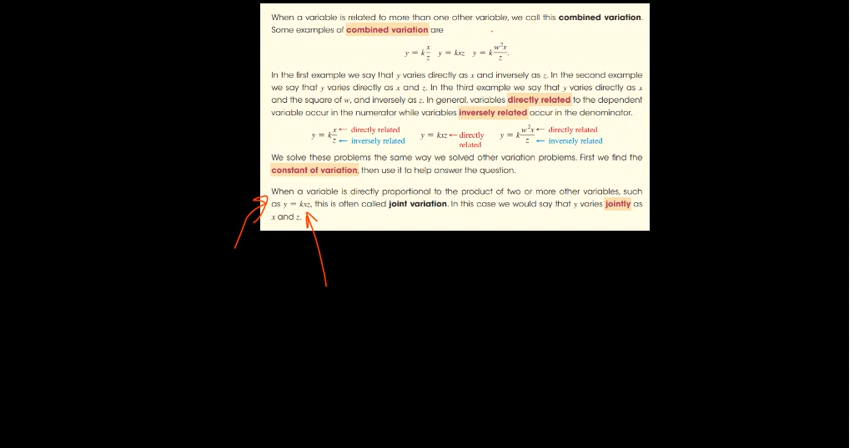 When a variable is related to more than one other variable, we call this combined variation.
Some examples of combined variation are
y = k x/z   y = kxz   y = k w²x/z.
In the first example we say that y varies directly as x and inversely as z. In the second example
we say that y varies directly as x and z. In the third example we say that y varies directly as x
and the square of w, and inversely as z. In general, variables directly related to the dependent
variable occur in the numerator while variables inversely related occur in the denominator.
y = k x/z ← directly related ← inversely related   y = kxz ← directly related   y = k w²x/z ← directly related ← inversely related
We solve these problems the same way we solved other variation problems. First we find the
constant of variation, then use it to help answer the question.
When a variable is directly proportional to the product of two or more other variables, such
as y = kxz, this is often called joint variation. In this case we would say that y varies jointly as
x and z.